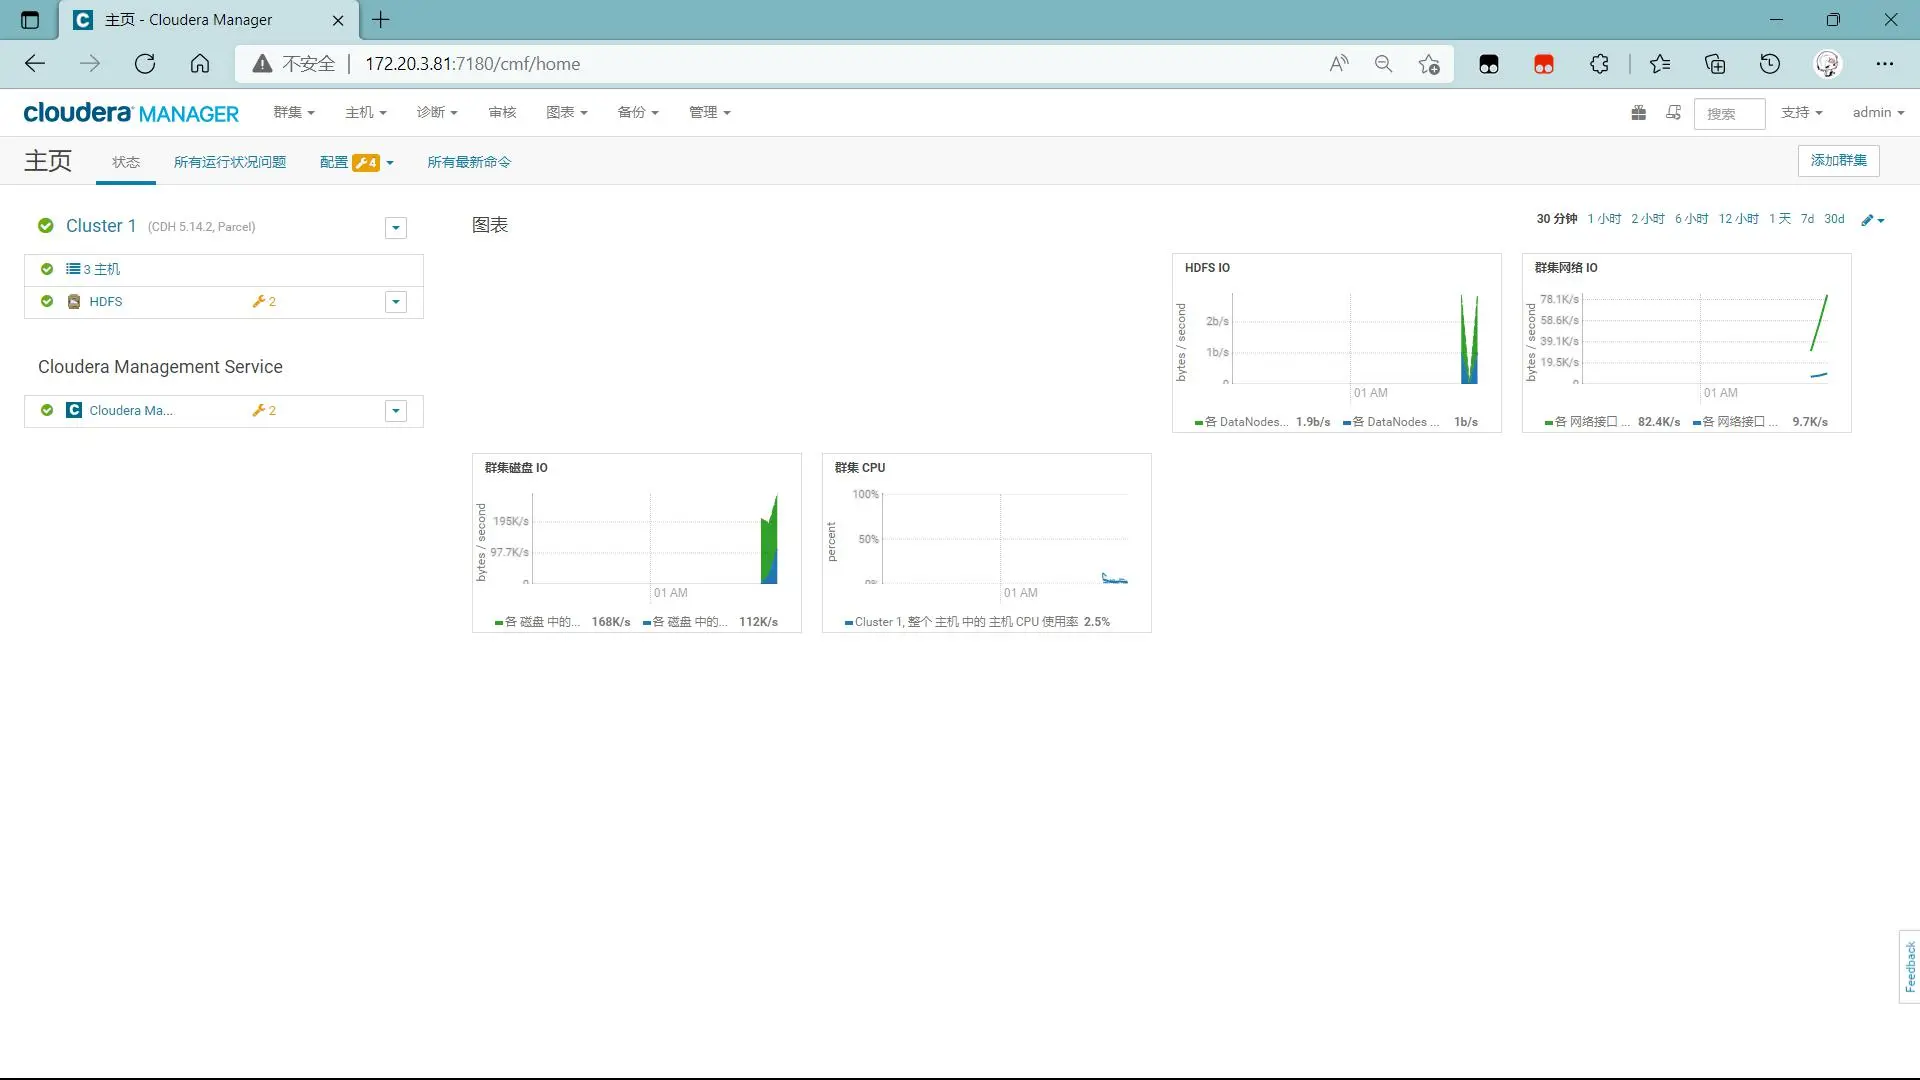 主页 - Cloudera Manager
不安全 172.20.3.81:7180/cmf/home
cloudera MANAGER 群集 主机 诊断 审核 图表 备份 管理 搜索 支持 admin
主页 状态 所有运行状况问题 配置 4 所有最新命令 添加群集
Cluster 1 (CDH 5.14.2, Parcel)
3 主机
HDFS 2
Cloudera Management Service
Cloudera Ma... 2
图表
30 分钟 1 小时 2 小时 6 小时 12 小时 1 天 7d 30d
HDFS IO
bytes / second
2b/s
1b/s
0
01 AM
各 DataNodes... 1.9b/s 各 DataNodes ... 1b/s
群集网络 IO
bytes / second
78.1K/s
58.6K/s
39.1K/s
19.5K/s
0
01 AM
各 网络接口 ... 82.4K/s 各 网络接口 ... 9.7K/s
群集磁盘 IO
bytes / second
195K/s
97.7K/s
0
01 AM
各 磁盘 中的... 168K/s 各 磁盘 中的... 112K/s
群集 CPU
percent
100%
50%
0%
01 AM
Cluster 1, 整个 主机 中的 主机 CPU 使用率 2.5%
Feedback